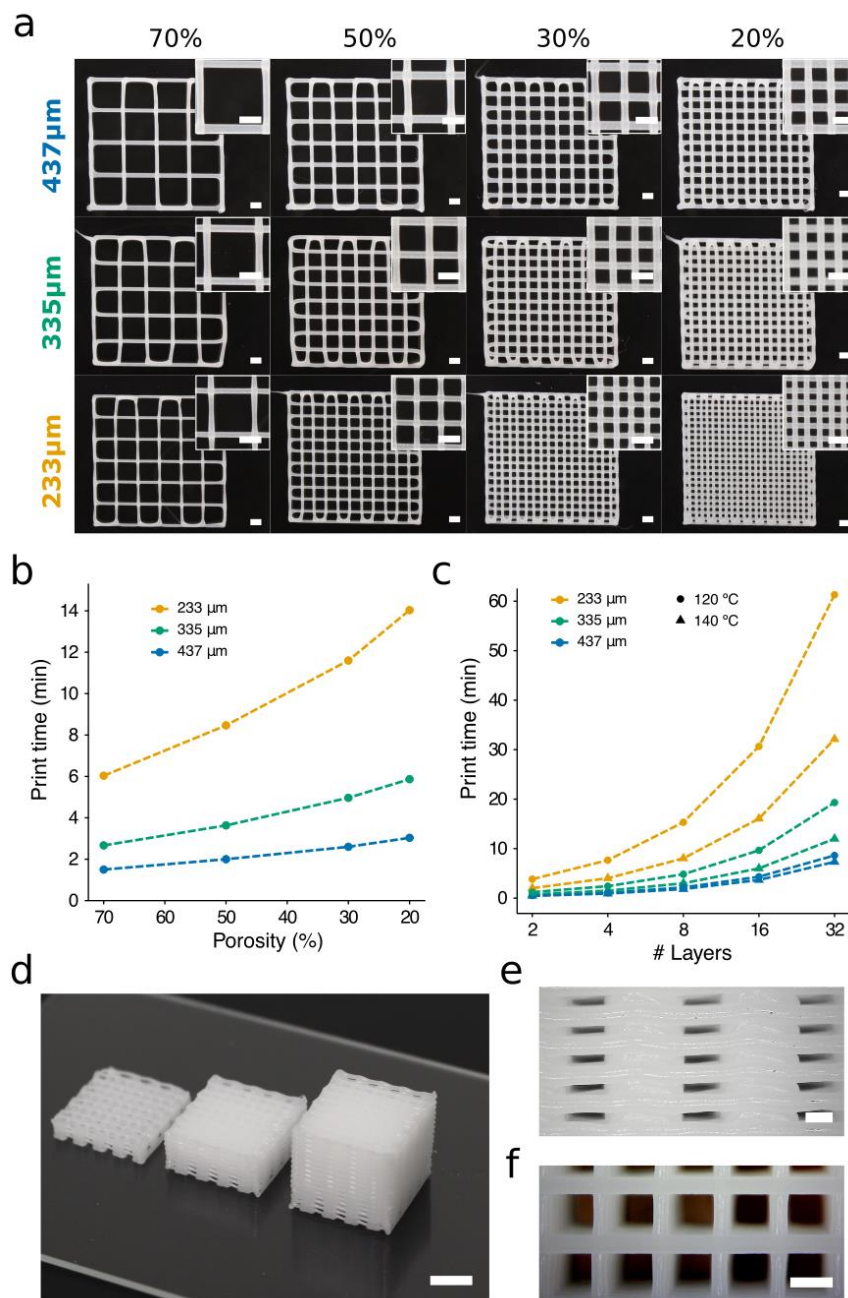 a
70% 50% 30% 20%
437µm
335µm
233µm
b
14
12
10
8
6
4
2
0
Print time (min)
233 µm
335 µm
437 µm
70 60 50 40 30 20
Porosity (%)
c
60
50
40
30
20
10
0
Print time (min)
233 µm
335 µm
437 µm
120 ºC
140 ºC
2 4 8 16 32
# Layers
d
e
f